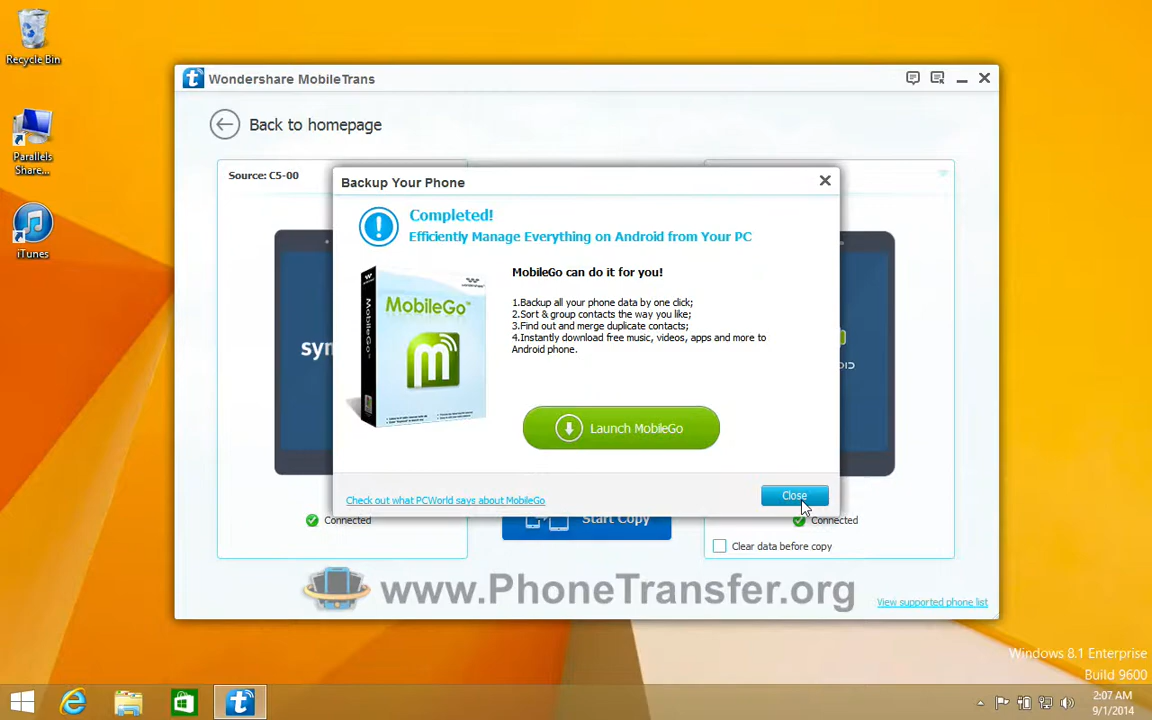 Recycle Bin
Parallels
Share...
iTunes
Wondershare MobileTrans
Back to homepage
Source: C5-00
Backup Your Phone
Completed!
Efficiently Manage Everything on Android from Your PC
MobileGo can do it for you!
1.Backup all your phone data by one click;
2.Sort & group contacts the way you like;
3.Find out and merge duplicate contacts;
4.Instantly download free music, videos, apps and more to
Android phone.
MobileGo™
MobileGo™
Launch MobileGo
Check out what PCWorld says about MobileGo
Close
Connected
Start Copy
Connected
Clear data before copy
www.PhoneTransfer.org
View supported phone list
Windows 8.1 Enterprise
Build 9600
2:07 AM
9/1/2014